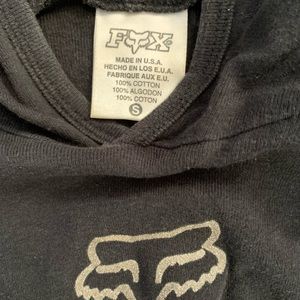 FOX
MADE IN U.S.A.
HECHO EN LOS E.U.A.
FABRIQUE AUX E.U.
100% COTTON
100% ALGODON
100% COTON
S